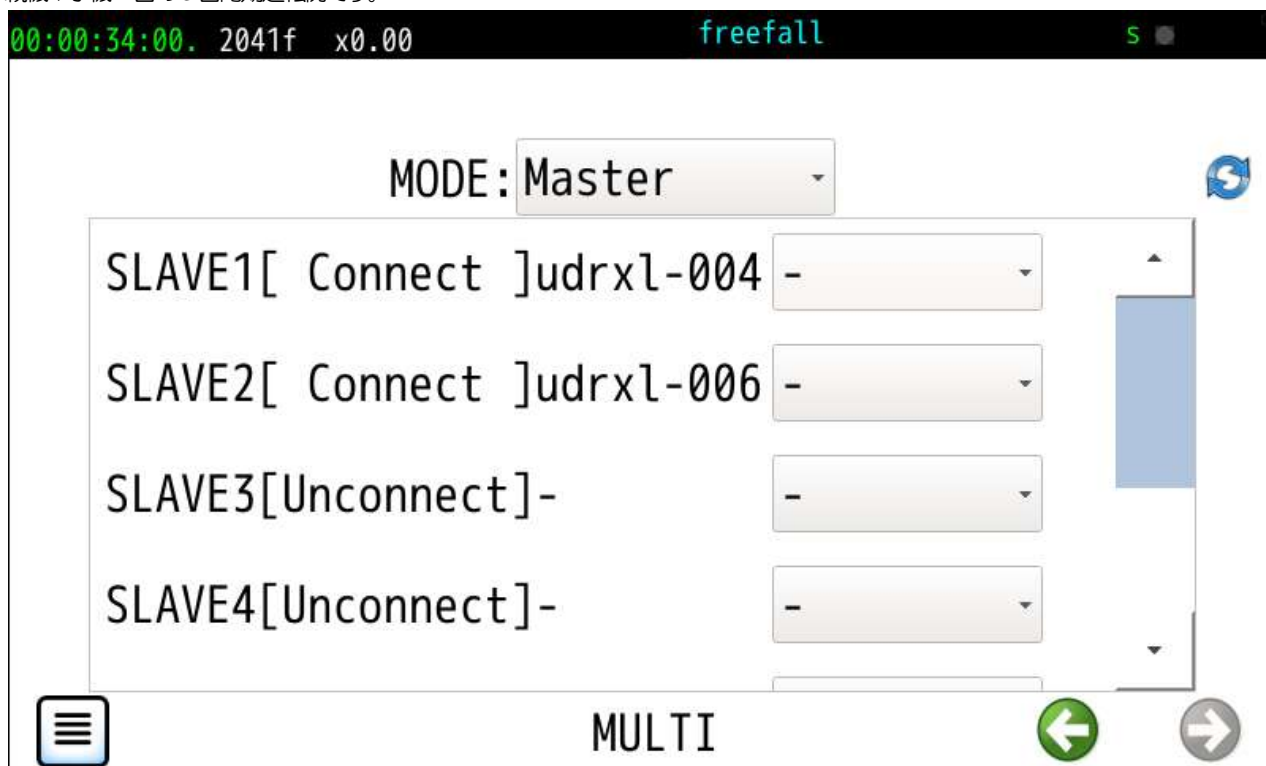 00:00:34:00. 2041f x0.00 freefall S
MODE: Master
SLAVE1[ Connect ]udrxl-004 -
SLAVE2[ Connect ]udrxl-006 -
SLAVE3[Unconnect]- -
SLAVE4[Unconnect]- -
MULTI